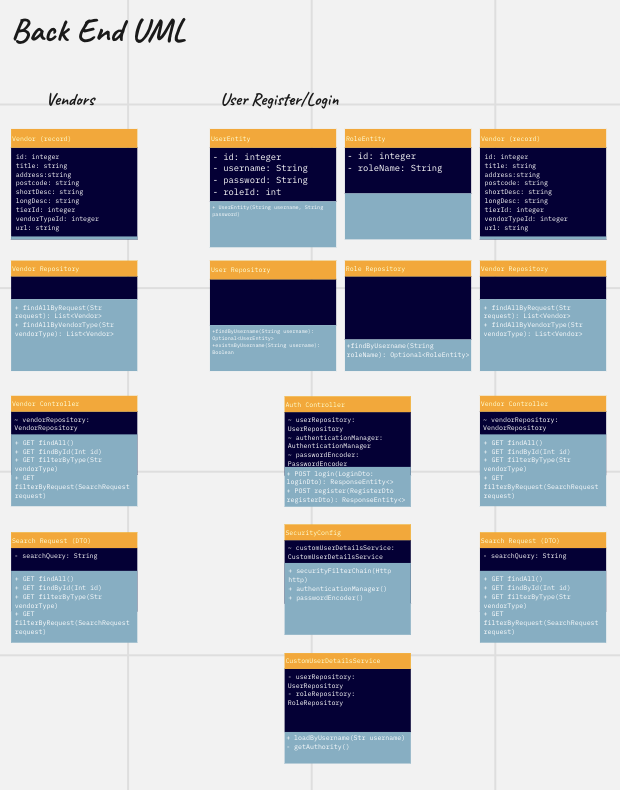 Back End UML
Vendors
User Register/Login
Vendor (record)
id: integer
title: string
address:string
postcode: string
shortDesc: string
longDesc: string
tierId: integer
vendorTypeId: integer
url: string
UserEntity
- id: integer
- username: String
- password: String
- roleId: int
+ UserEntity(String username, String
password)
RoleEntity
- id: integer
- roleName: String
Vendor (record)
id: integer
title: string
address:string
postcode: string
shortDesc: string
longDesc: string
tierId: integer
vendorTypeId: integer
url: string
Vendor Repository
+ findAllByRequest(Str
request): List<Vendor>
+ findAllByVendorType(Str
vendorType): List<Vendor>
User Repository
+findByUsername(String username):
Optional<UserEntity>
+existsByUsername(String username):
Boolean
Role Repository
+findByUsername(String
roleName): Optional<RoleEntity>
Vendor Repository
+ findAllByRequest(Str
request): List<Vendor>
+ findAllByVendorType(Str
vendorType): List<Vendor>
Vendor Controller
~ vendorRepository:
VendorRepository
+ GET findAll()
+ GET findById(Int id)
+ GET filterByType(Str
vendorType)
+ GET
filterByRequest(SearchRequest
request)
Auth Controller
~ userRepository:
UserRepository
~ authenticationManager:
AuthenticationManager
~ passwordEncoder:
PasswordEncoder
+ POST login(LoginDto:
loginDto): ResponseEntity<>
+ POST register(RegisterDto
registerDto): ResponseEntity<>
Vendor Controller
~ vendorRepository:
VendorRepository
+ GET findAll()
+ GET findById(Int id)
+ GET filterByType(Str
vendorType)
+ GET
filterByRequest(SearchRequest
request)
Search Request (DTO)
- searchQuery: String
+ GET findAll()
+ GET findById(Int id)
+ GET filterByType(Str
vendorType)
+ GET
filterByRequest(SearchRequest
request)
SecurityConfig
~ customUserDetailsService:
CustomUserDetailsService
+ securityFilterChain(Http
http)
+ authenticationManager()
+ passwordEncoder()
Search Request (DTO)
- searchQuery: String
+ GET findAll()
+ GET findById(Int id)
+ GET filterByType(Str
vendorType)
+ GET
filterByRequest(SearchRequest
request)
CustomUserDetailsService
- userRepository:
UserRepository
- roleRepository:
RoleRepository
+ loadByUsername(Str username)
- getAuthority()